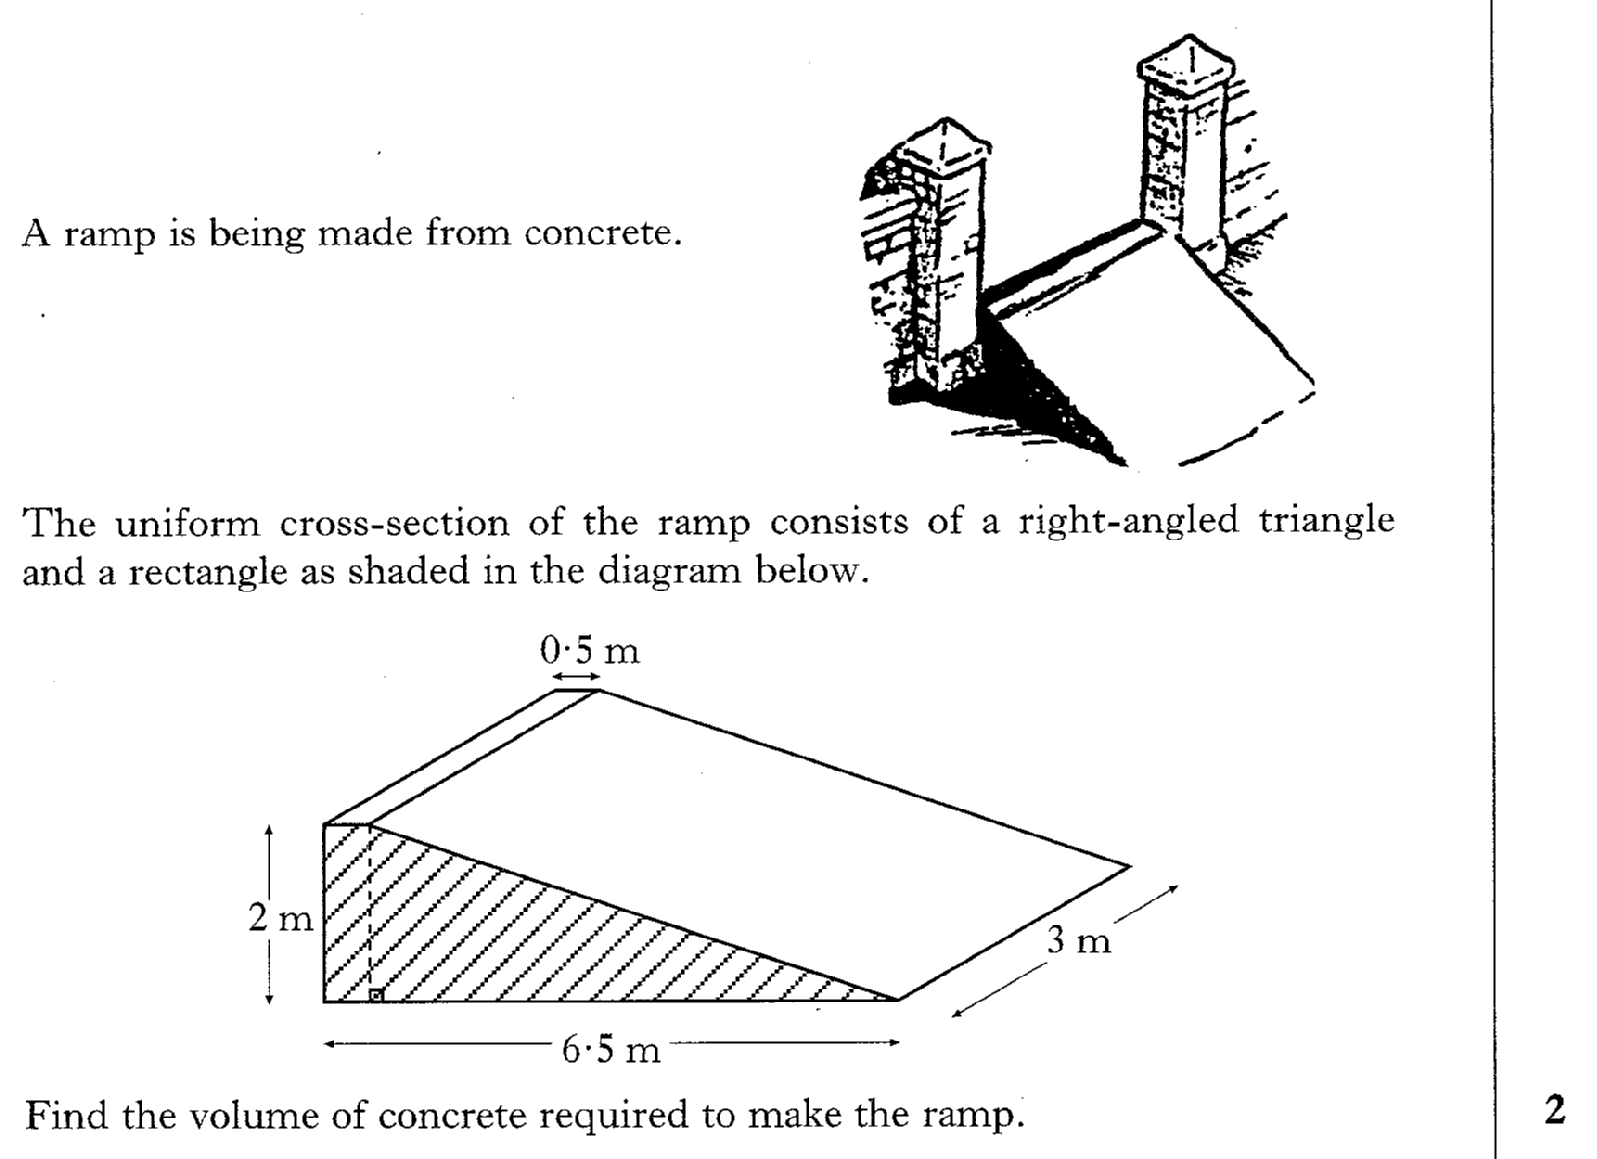 A ramp is being made from concrete.
The uniform cross-section of the ramp consists of a right-angled triangle
and a rectangle as shaded in the diagram below.
0·5 m
2 m
3 m
6·5 m
Find the volume of concrete required to make the ramp.
2